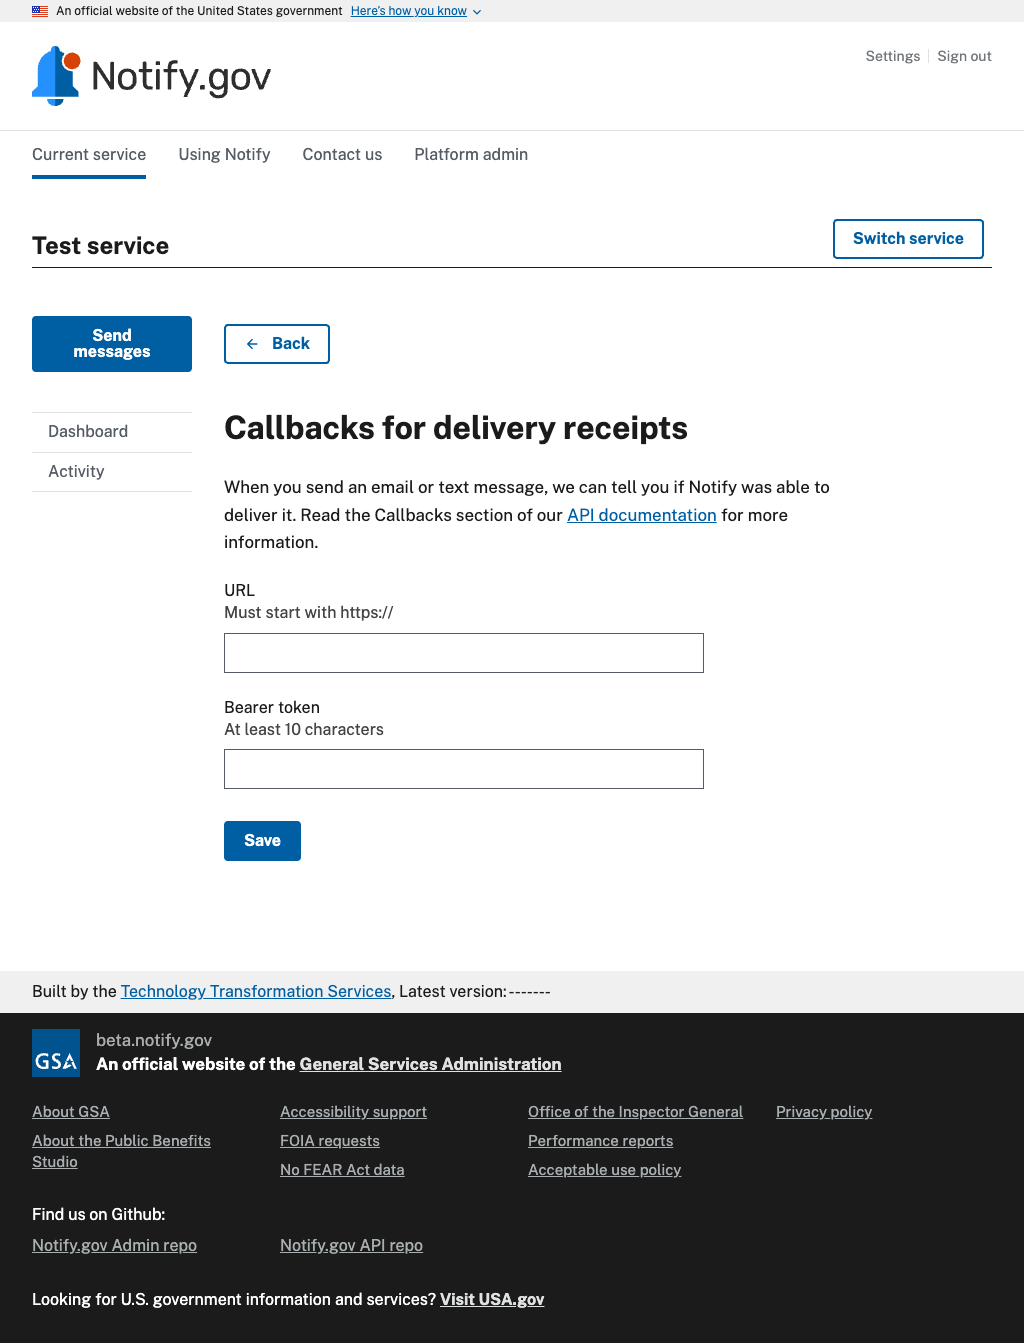 An official website of the United States government Here's how you know
Notify.gov
Settings Sign out
Current service Using Notify Contact us Platform admin
Test service
Switch service
Send
messages
Back
Dashboard
Activity
Callbacks for delivery receipts
When you send an email or text message, we can tell you if Notify was able to
deliver it. Read the Callbacks section of our API documentation for more
information.
URL
Must start with https://
Bearer token
At least 10 characters
Save
Built by the Technology Transformation Services, Latest version: -------
GSA
beta.notify.gov
An official website of the General Services Administration
About GSA
About the Public Benefits
Studio
Accessibility support
FOIA requests
No FEAR Act data
Office of the Inspector General
Performance reports
Acceptable use policy
Privacy policy
Find us on Github:
Notify.gov Admin repo Notify.gov API repo
Looking for U.S. government information and services? Visit USA.gov